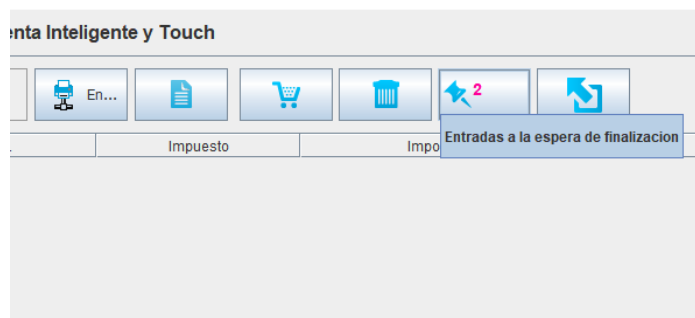 enta Inteligente y Touch
En...
2
Impuesto
Impo
Entradas a la espera de finalizacion